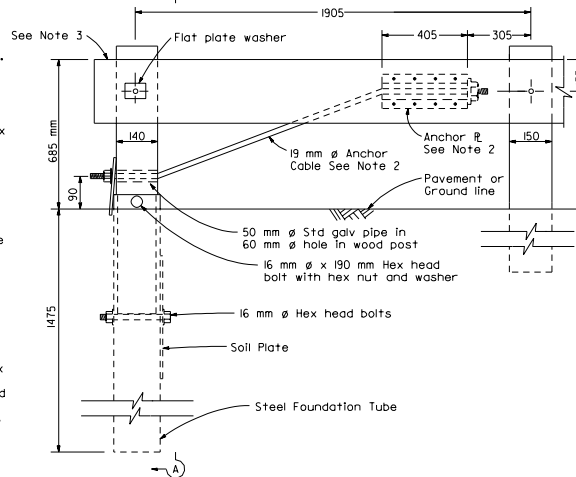 1905
See Note 3
Flat plate washer
405
305
685 mm
140
150
Anchor PL
See Note 2
19 mm ø Anchor
Cable See Note 2
90
Pavement or
Ground line
50 mm ø Std galv pipe in
60 mm ø hole in wood post
16 mm ø x 190 mm Hex head
bolt with hex nut and washer
1475
16 mm ø Hex head bolts
Soil Plate
Steel Foundation Tube
A
x
e
x
d